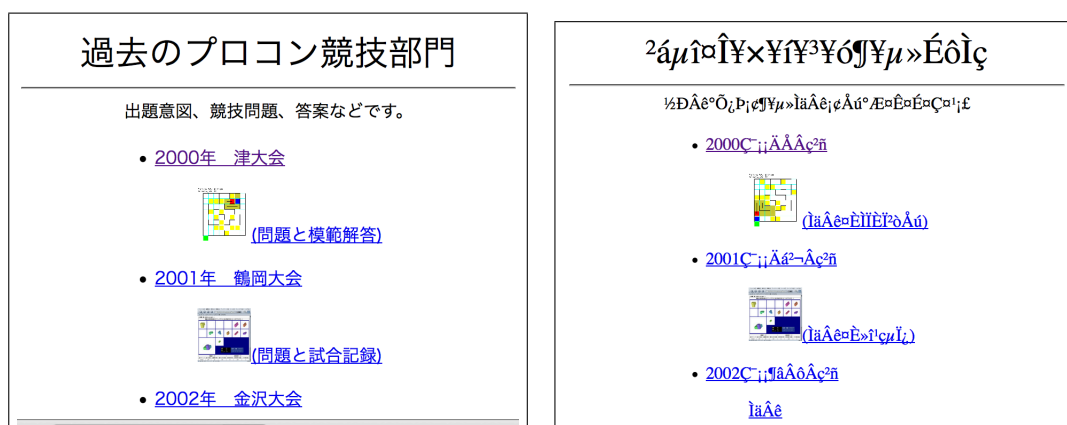 過去のプロコン競技部門
出題意図、競技問題、答案などです。
• 2000年　津大会
(問題と模範解答)
• 2001年　鶴岡大会
(問題と試合記録)
• 2002年　金沢大会
²áµî¤Î¥×¥í¥³¥ó¶¥µ»ÉôÌç
½ÐÂê°Õ¿Þ¡¢¶¥µ»ÌäÂê¡¢Åú°Æ¤Ê¤É¤Ç¤¹¡£
• 2000Ç¯¡¡ÄÅÂç²ñ
(ÌäÂê¤ÈÌÏÈÏ²òÅú)
• 2001Ç¯¡¡Äá²¬Âç²ñ
(ÌäÂê¤È»î¹çµÏ¿)
• 2002Ç¯¡¡¶âÂôÂç²ñ
ÌäÂê